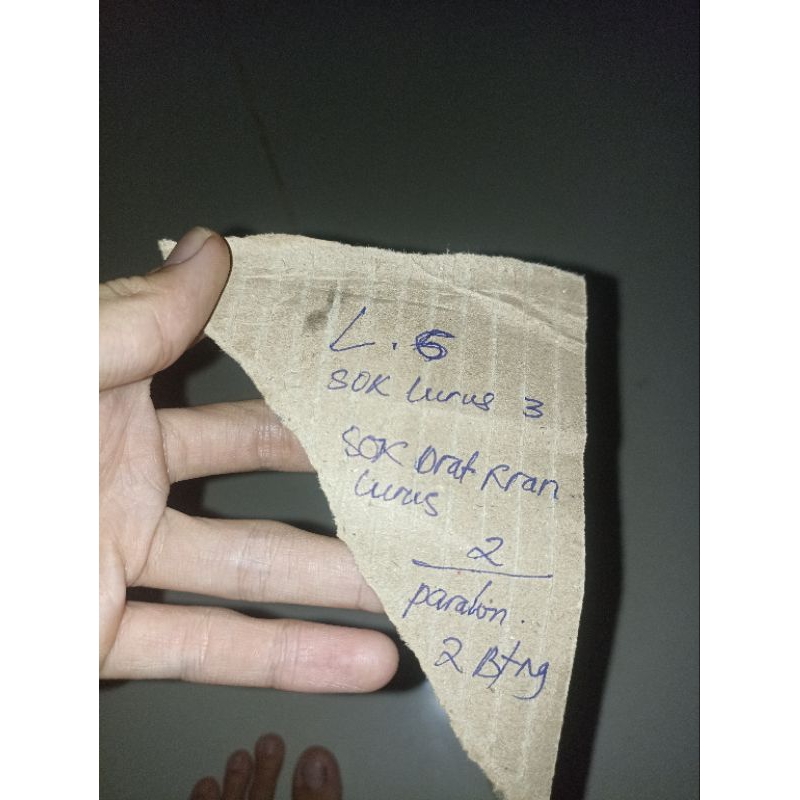 L. 6
SOK Lurus 3
SOK Drat Kran
Lurus
2
paralon.
2 Btng